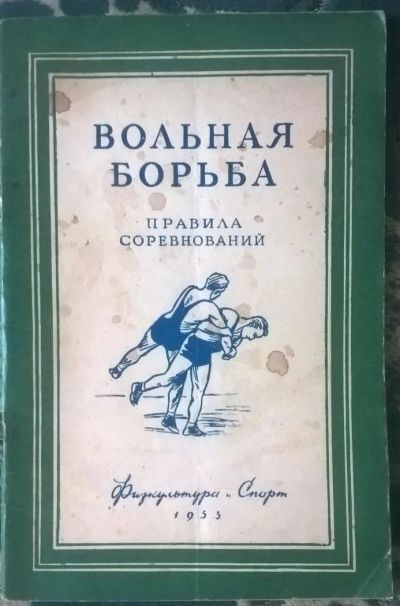 ВОЛЬНАЯ
БОРЬБА
ПРАВИЛА
СОРЕВНОВАНИЙ
Физкультура и Спорт
1955